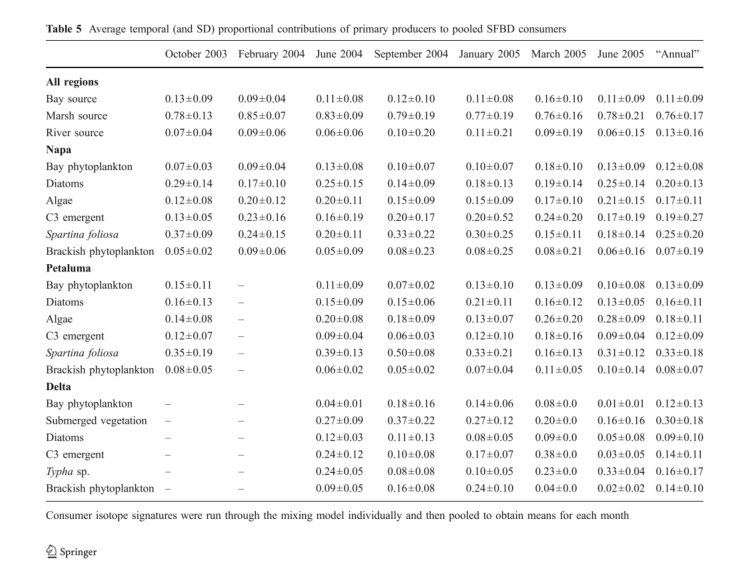 Table 5 Average temporal (and SD) proportional contributions of primary producers to pooled SFBD consumers
October 2003 February 2004 June 2004 September 2004 January 2005 March 2005 June 2005 “Annual”
All regions
Bay source 0.13±0.09 0.09±0.04 0.11±0.08 0.12±0.10 0.11±0.08 0.16±0.10 0.11±0.09 0.11±0.09
Marsh source 0.78±0.13 0.85±0.07 0.83±0.09 0.79±0.19 0.77±0.19 0.76±0.16 0.78±0.21 0.76±0.17
River source 0.07±0.04 0.09±0.06 0.06±0.06 0.10±0.20 0.11±0.21 0.09±0.19 0.06±0.15 0.13±0.16
Napa
Bay phytoplankton 0.07±0.03 0.09±0.04 0.13±0.08 0.10±0.07 0.10±0.07 0.18±0.10 0.13±0.09 0.12±0.08
Diatoms 0.29±0.14 0.17±0.10 0.25±0.15 0.14±0.09 0.18±0.13 0.19±0.14 0.25±0.14 0.20±0.13
Algae 0.12±0.08 0.20±0.12 0.20±0.11 0.15±0.09 0.15±0.09 0.17±0.10 0.21±0.15 0.17±0.11
C3 emergent 0.13±0.05 0.23±0.16 0.16±0.19 0.20±0.17 0.20±0.52 0.24±0.20 0.17±0.19 0.19±0.27
Spartina foliosa 0.37±0.09 0.24±0.15 0.20±0.11 0.33±0.22 0.30±0.25 0.15±0.11 0.18±0.14 0.25±0.20
Brackish phytoplankton 0.05±0.02 0.09±0.06 0.05±0.09 0.08±0.23 0.08±0.25 0.08±0.21 0.06±0.16 0.07±0.19
Petaluma
Bay phytoplankton 0.15±0.11 – 0.11±0.09 0.07±0.02 0.13±0.10 0.13±0.09 0.10±0.08 0.13±0.09
Diatoms 0.16±0.13 – 0.15±0.09 0.15±0.06 0.21±0.11 0.16±0.12 0.13±0.05 0.16±0.11
Algae 0.14±0.08 – 0.20±0.08 0.18±0.09 0.13±0.07 0.26±0.20 0.28±0.09 0.18±0.11
C3 emergent 0.12±0.07 – 0.09±0.04 0.06±0.03 0.12±0.10 0.18±0.16 0.09±0.04 0.12±0.09
Spartina foliosa 0.35±0.19 – 0.39±0.13 0.50±0.08 0.33±0.21 0.16±0.13 0.31±0.12 0.33±0.18
Brackish phytoplankton 0.08±0.05 – 0.06±0.02 0.05±0.02 0.07±0.04 0.11±0.05 0.10±0.14 0.08±0.07
Delta
Bay phytoplankton – – 0.04±0.01 0.18±0.16 0.14±0.06 0.08±0.0 0.01±0.01 0.12±0.13
Submerged vegetation – – 0.27±0.09 0.37±0.22 0.27±0.12 0.20±0.0 0.16±0.16 0.30±0.18
Diatoms – – 0.12±0.03 0.11±0.13 0.08±0.05 0.09±0.0 0.05±0.08 0.09±0.10
C3 emergent – – 0.24±0.12 0.10±0.08 0.17±0.07 0.38±0.0 0.03±0.05 0.14±0.11
Typha sp. – – 0.24±0.05 0.08±0.08 0.10±0.05 0.23±0.0 0.33±0.04 0.16±0.17
Brackish phytoplankton – – 0.09±0.05 0.16±0.08 0.24±0.10 0.04±0.0 0.02±0.02 0.14±0.10
Consumer isotope signatures were run through the mixing model individually and then pooled to obtain means for each month
Springer